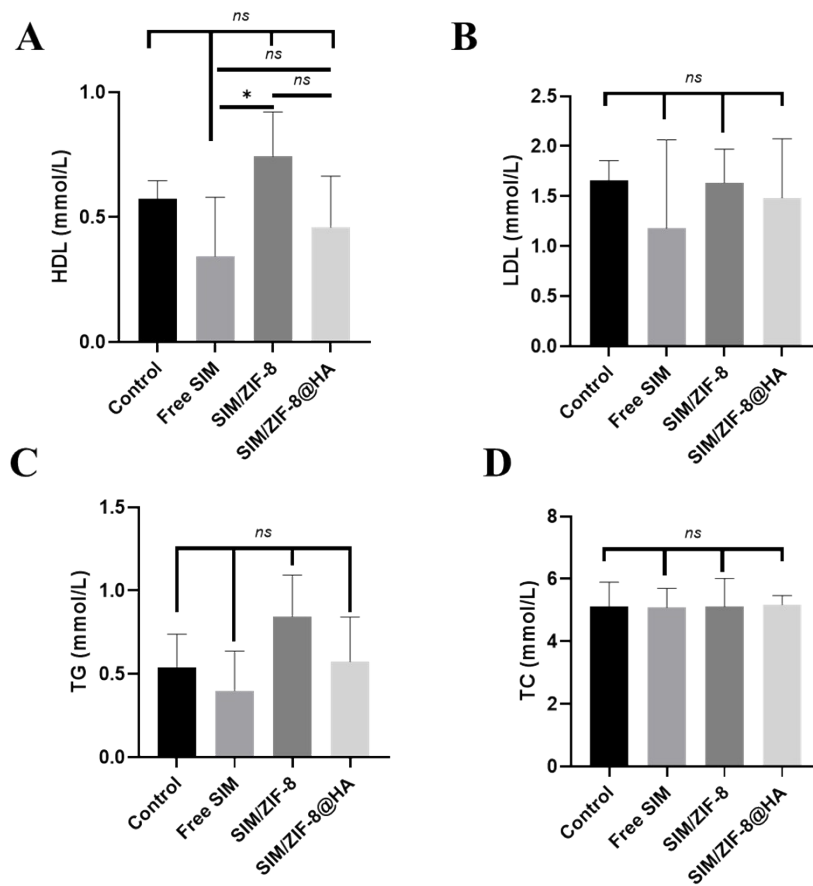 A
ns
ns
ns
*
HDL (mmol/L)
1.0
0.5
0.0
Control
Free SIM
SIM/ZIF-8
SIM/ZIF-8@HA
B
ns
LDL (mmol/L)
2.5
2.0
1.5
1.0
0.5
0.0
Control
Free SIM
SIM/ZIF-8
SIM/ZIF-8@HA
C
ns
TG (mmol/L)
1.5
1.0
0.5
0.0
Control
Free SIM
SIM/ZIF-8
SIM/ZIF-8@HA
D
ns
TC (mmol/L)
8
6
4
2
0
Control
Free SIM
SIM/ZIF-8
SIM/ZIF-8@HA